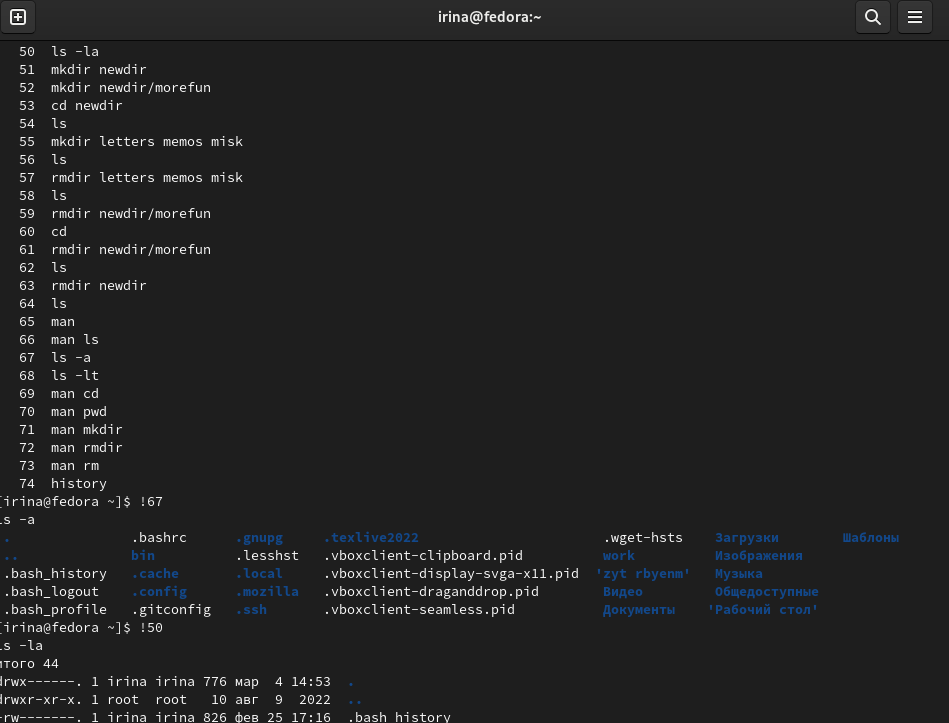 irina@fedora:~
50 ls -la
51 mkdir newdir
52 mkdir newdir/morefun
53 cd newdir
54 ls
55 mkdir letters memos misk
56 ls
57 rmdir letters memos misk
58 ls
59 rmdir newdir/morefun
60 cd
61 rmdir newdir/morefun
62 ls
63 rmdir newdir
64 ls
65 man
66 man ls
67 ls -a
68 ls -lt
69 man cd
70 man pwd
71 man mkdir
72 man rmdir
73 man rm
74 history
[irina@fedora ~]$ !67
ls -a
. .bashrc .gnupg .texlive2022 .wget-hsts Загрузки Шаблоны
.. bin .lesshst .vboxclient-clipboard.pid work Изображения
.bash_history .cache .local .vboxclient-display-svga-x11.pid 'zyt rbyenm' Музыка
.bash_logout .config .mozilla .vboxclient-draganddrop.pid Видео Общедоступные
.bash_profile .gitconfig .ssh .vboxclient-seamless.pid Документы 'Рабочий стол'
[irina@fedora ~]$ !50
ls -la
итого 44
drwx------. 1 irina irina 776 мар 4 14:53 .
drwxr-xr-x. 1 root root 10 авг 9 2022 ..
-rw-------. 1 irina irina 826 фев 25 17:16 .bash_history